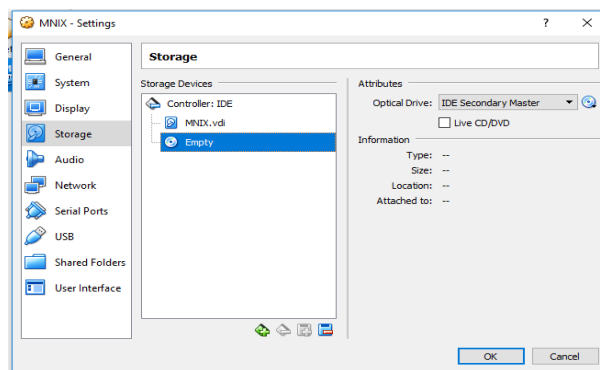 MNIX - Settings
?
General
System
Display
Storage
Audio
Network
Serial Ports
USB
Shared Folders
User Interface
Storage
Storage Devices
Controller: IDE
MNIX.vdi
Empty
Attributes
Optical Drive: IDE Secondary Master
Live CD/DVD
Information
Type: --
Size: --
Location: --
Attached to: --
OK Cancel